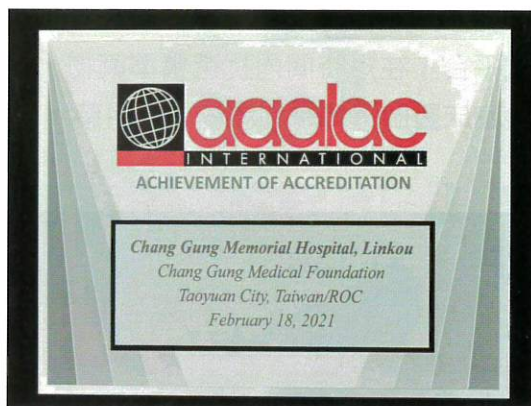 aaalac
INTERNATIONAL
ACHIEVEMENT OF ACCREDITATION
Chang Gung Memorial Hospital, Linkou
Chang Gung Medical Foundation
Taoyuan City, Taiwan/ROC
February 18, 2021